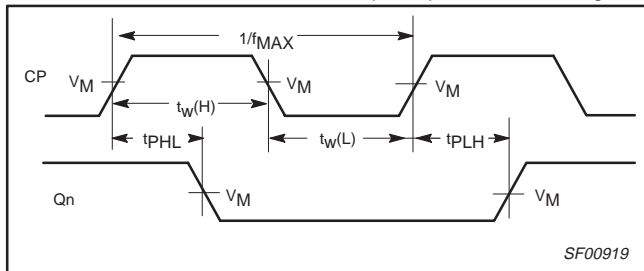 1/fMAX
CP
VM
VM
VM
tw(H)
tPHL
tw(L)
tPLH
Qn
VM
VM
SF00919